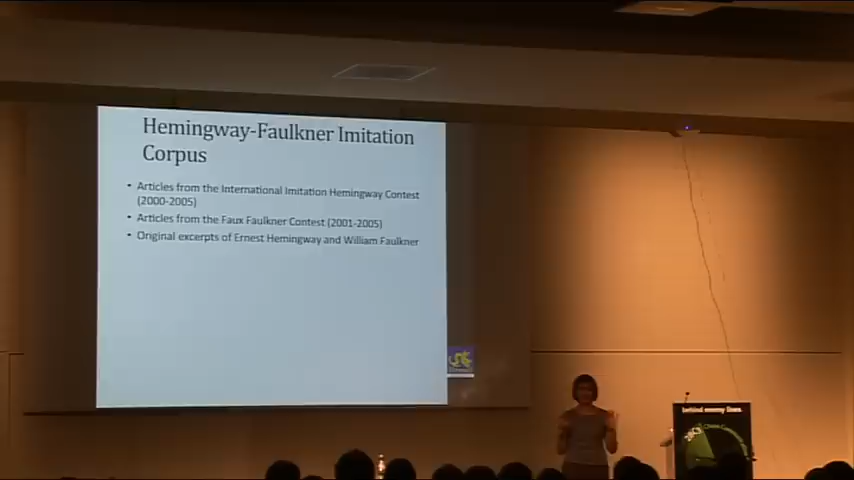 Hemingway-Faulkner Imitation
Corpus
• Articles from the International Imitation Hemingway Contest
(2000-2005)
• Articles from the Faux Faulkner Contest (2001-2005)
• Original excerpts of Ernest Hemingway and William Faulkner
behind enemy lines